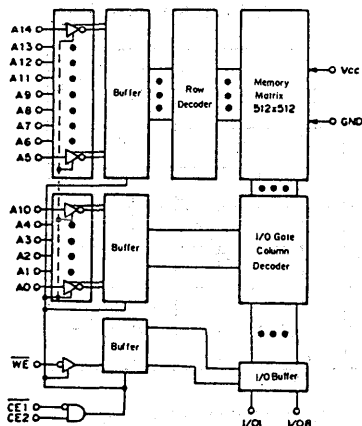 A14
A13
A12
A11
A9
A8
A7
A6
A5
Buffer
Row
Decoder
Memory
Matrix
512x512
Vcc
GND
A10
A4
A3
A2
A1
A0
Buffer
I/O Gate
Column
Decoder
WE
Buffer
I/O Buffer
CE1
CE2
I/O1
I/O8